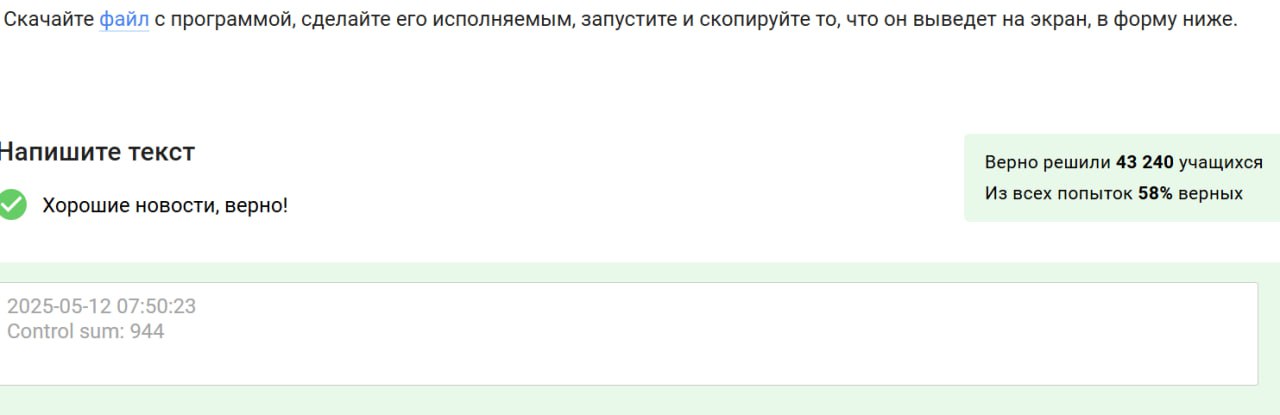 Скачайте файл с программой, сделайте его исполняемым, запустите и скопируйте то, что он выведет на экран, в форму ниже.
Напишите текст
Верно решили 43 240 учащихся
Из всех попыток 58% верных
Хорошие новости, верно!
2025-05-12 07:50:23
Control sum: 944